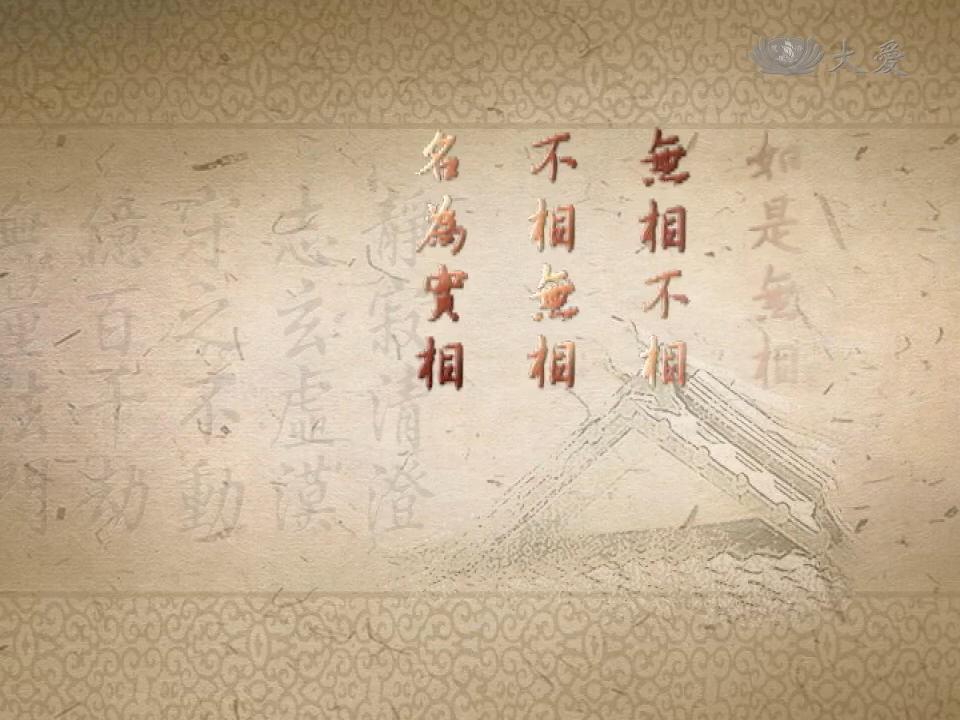 大愛
如是無相
無相不相
不相無相
名為實相
靜寂清澄
志玄虛漠
守之不動
億百千劫